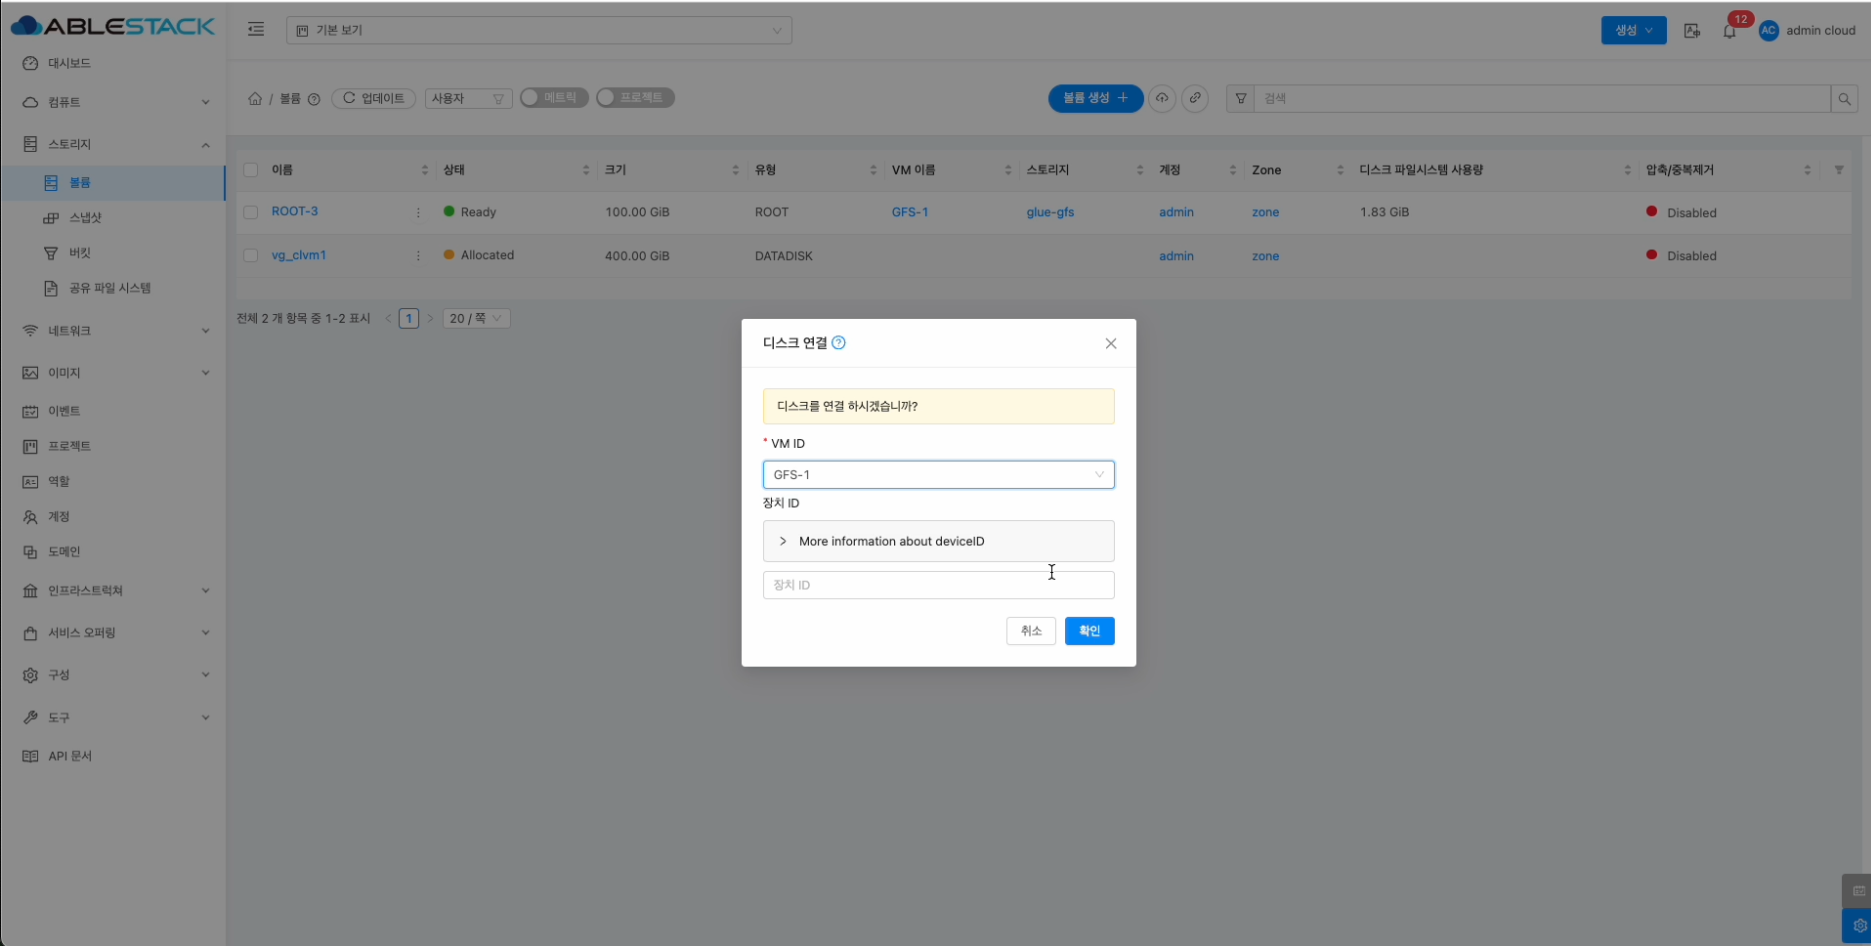 ABLESTACK
기본 보기
생성
12
AC
admin cloud
대시보드
컴퓨트
스토리지
볼륨
스냅샷
버킷
공유 파일 시스템
네트워크
이미지
이벤트
프로젝트
역할
계정
도메인
인프라스트럭쳐
서비스 오퍼링
구성
도구
API 문서
/ 볼륨
업데이트
사용자
메트릭
프로젝트
볼륨 생성 +
검색
이름 상태 크기 유형 VM 이름 스토리지 계정 Zone 디스크 파일시스템 사용량 압축/중복제거
ROOT-3 Ready 100.00 GiB ROOT GFS-1 glue-gfs admin zone 1.83 GiB Disabled
vg_clvm1 Allocated 400.00 GiB DATADISK admin zone Disabled
전체 2 개 항목 중 1-2 표시 < 1 > 20 / 쪽
디스크 연결
디스크를 연결 하시겠습니까?
* VM ID
GFS-1
장치 ID
More information about deviceID
장치 ID
취소 확인